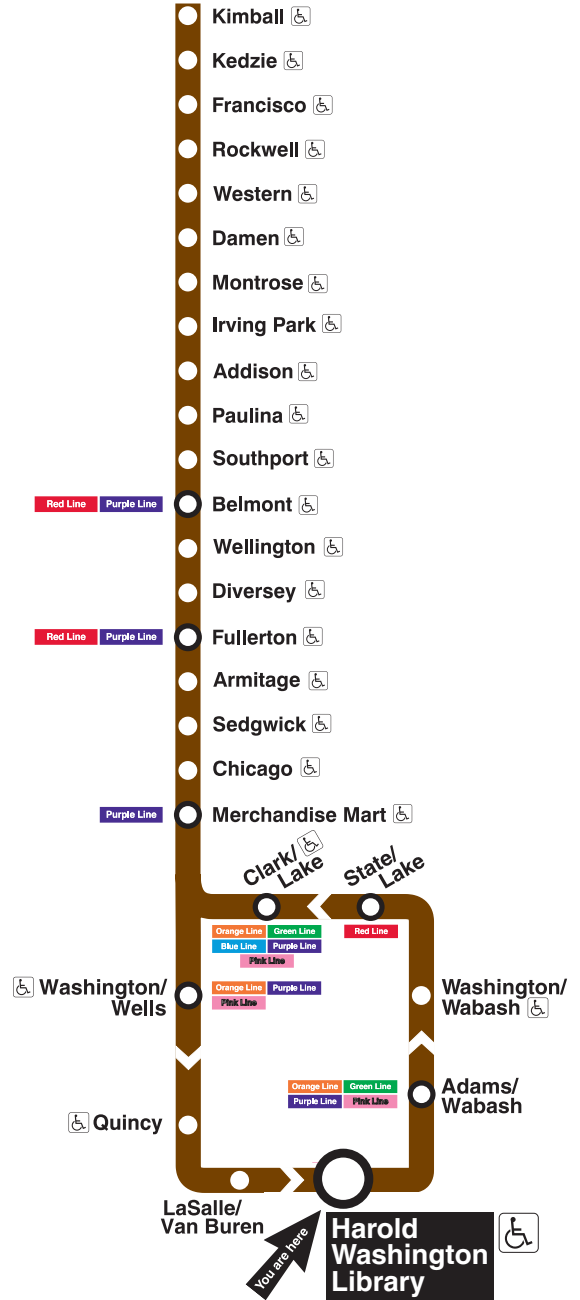 Kimball
Kedzie
Francisco
Rockwell
Western
Damen
Montrose
Irving Park
Addison
Paulina
Southport
Red Line Purple Line Belmont
Wellington
Diversey
Red Line Purple Line Fullerton
Armitage
Sedgwick
Chicago
Purple Line Merchandise Mart
Clark/
Lake
State/
Lake
Orange Line Green Line
Blue Line Purple Line
Pink Line
Red Line
Washington/
Wells
Orange Line Purple Line
Pink Line
Washington/
Wabash
Orange Line Green Line
Purple Line Pink Line
Adams/
Wabash
Quincy
LaSalle/
Van Buren
You are here
Harold
Washington
Library